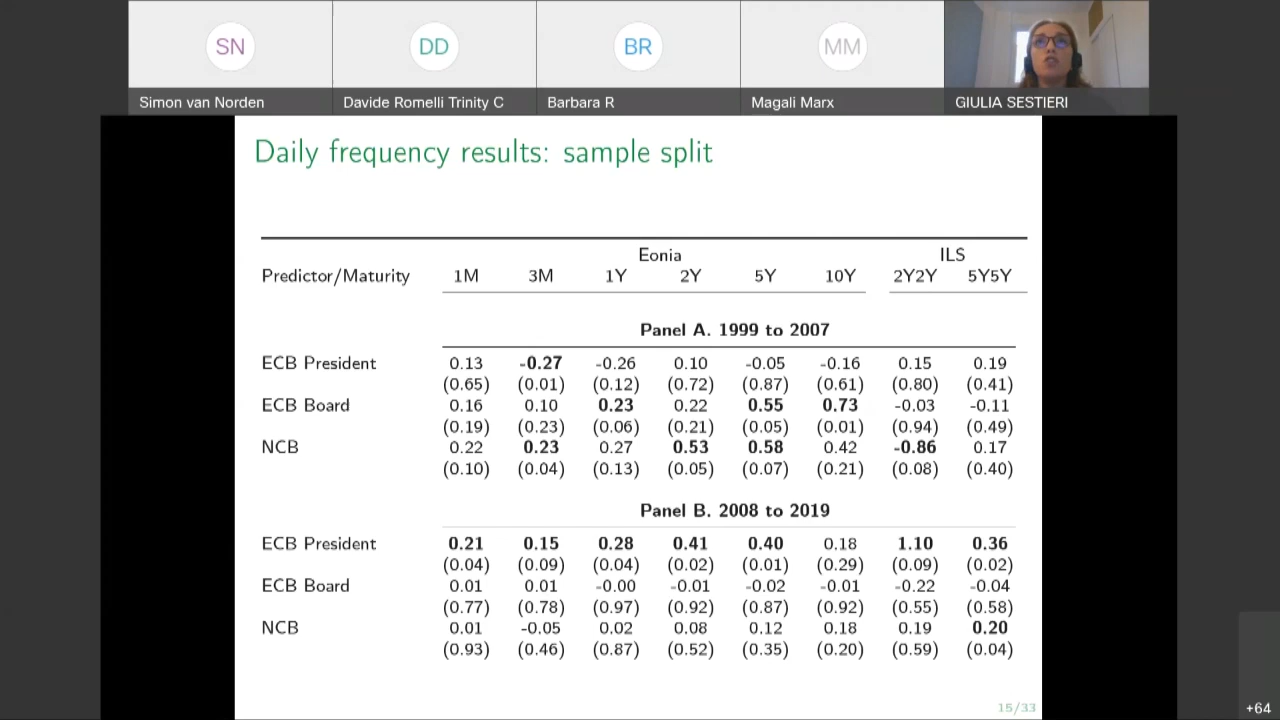 SN DD BR MM
Simon van Norden Davide Romelli Trinity C Barbara R Magali Marx GIULIA SESTIERI
Daily frequency results: sample split
Eonia ILS
Predictor/Maturity 1M 3M 1Y 2Y 5Y 10Y 2Y2Y 5Y5Y
Panel A. 1999 to 2007
ECB President 0.13 -0.27 -0.26 0.10 -0.05 -0.16 0.15 0.19
(0.65) (0.01) (0.12) (0.72) (0.87) (0.61) (0.80) (0.41)
ECB Board 0.16 0.10 0.23 0.22 0.55 0.73 -0.03 -0.11
(0.19) (0.23) (0.06) (0.21) (0.05) (0.01) (0.94) (0.49)
NCB 0.22 0.23 0.27 0.53 0.58 0.42 -0.86 0.17
(0.10) (0.04) (0.13) (0.05) (0.07) (0.21) (0.08) (0.40)
Panel B. 2008 to 2019
ECB President 0.21 0.15 0.28 0.41 0.40 0.18 1.10 0.36
(0.04) (0.09) (0.04) (0.02) (0.01) (0.29) (0.09) (0.02)
ECB Board 0.01 0.01 -0.00 -0.01 -0.02 -0.01 -0.22 -0.04
(0.77) (0.78) (0.97) (0.92) (0.87) (0.92) (0.55) (0.58)
NCB 0.01 -0.05 0.02 0.08 0.12 0.18 0.19 0.20
(0.93) (0.46) (0.87) (0.52) (0.35) (0.20) (0.59) (0.04)
15/33
+64